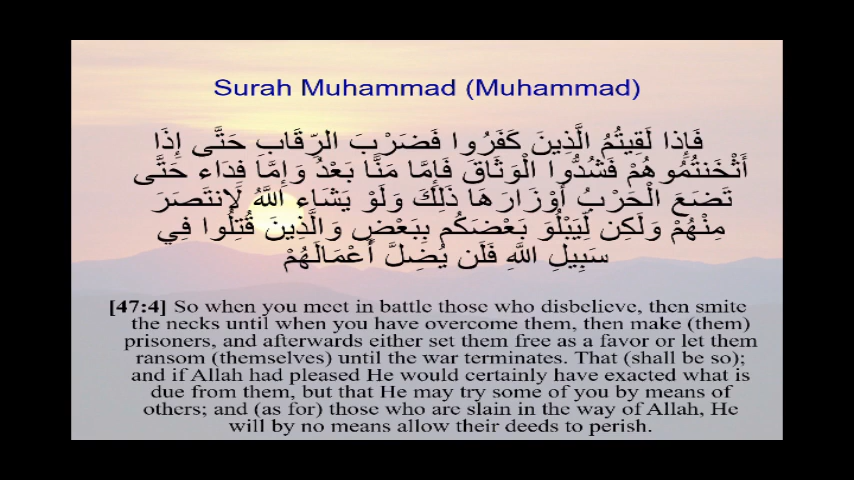 Surah Muhammad (Muhammad)
فَإِذا لَقِيتُمُ الَّذِينَ كَفَرُوا فَضَرْبَ الرِّقَابِ حَتَّى إِذَا
أَثْخَنتُمُوهُمْ فَشُدُّوا الْوَثَاقَ فَإِمَّا مَنًّا بَعْدُ وَإِمَّا فِدَاء حَتَّى
تَضَعَ الْحَرْبُ أَوْزَارَهَا ذَلِكَ وَلَوْ يَشَاء اللَّهُ لَانتَصَرَ
مِنْهُمْ وَلَكِن لِّيَبْلُوَ بَعْضَكُم بِبَعْضٍ وَالَّذِينَ قُتِلُوا فِي
سَبِيلِ اللَّهِ فَلَن يُضِلَّ أَعْمَالَهُمْ
[47:4] So when you meet in battle those who disbelieve, then smite
the necks until when you have overcome them, then make (them)
prisoners, and afterwards either set them free as a favor or let them
ransom (themselves) until the war terminates. That (shall be so);
and if Allah had pleased He would certainly have exacted what is
due from them, but that He may try some of you by means of
others; and (as for) those who are slain in the way of Allah, He
will by no means allow their deeds to perish.